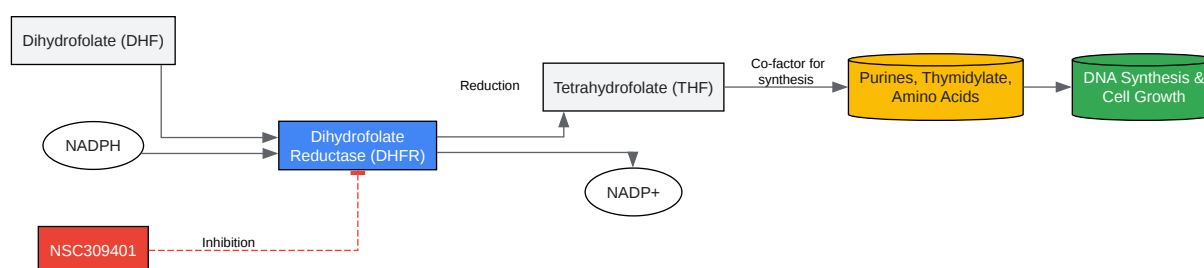 Dihydrofolate (DHF)
NADPH
NSC309401
Inhibition
Dihydrofolate
Reductase (DHFR)
Reduction
Tetrahydrofolate (THF)
NADP+
Co-factor for
synthesis
Purines, Thymidylate,
Amino Acids
DNA Synthesis &
Cell Growth